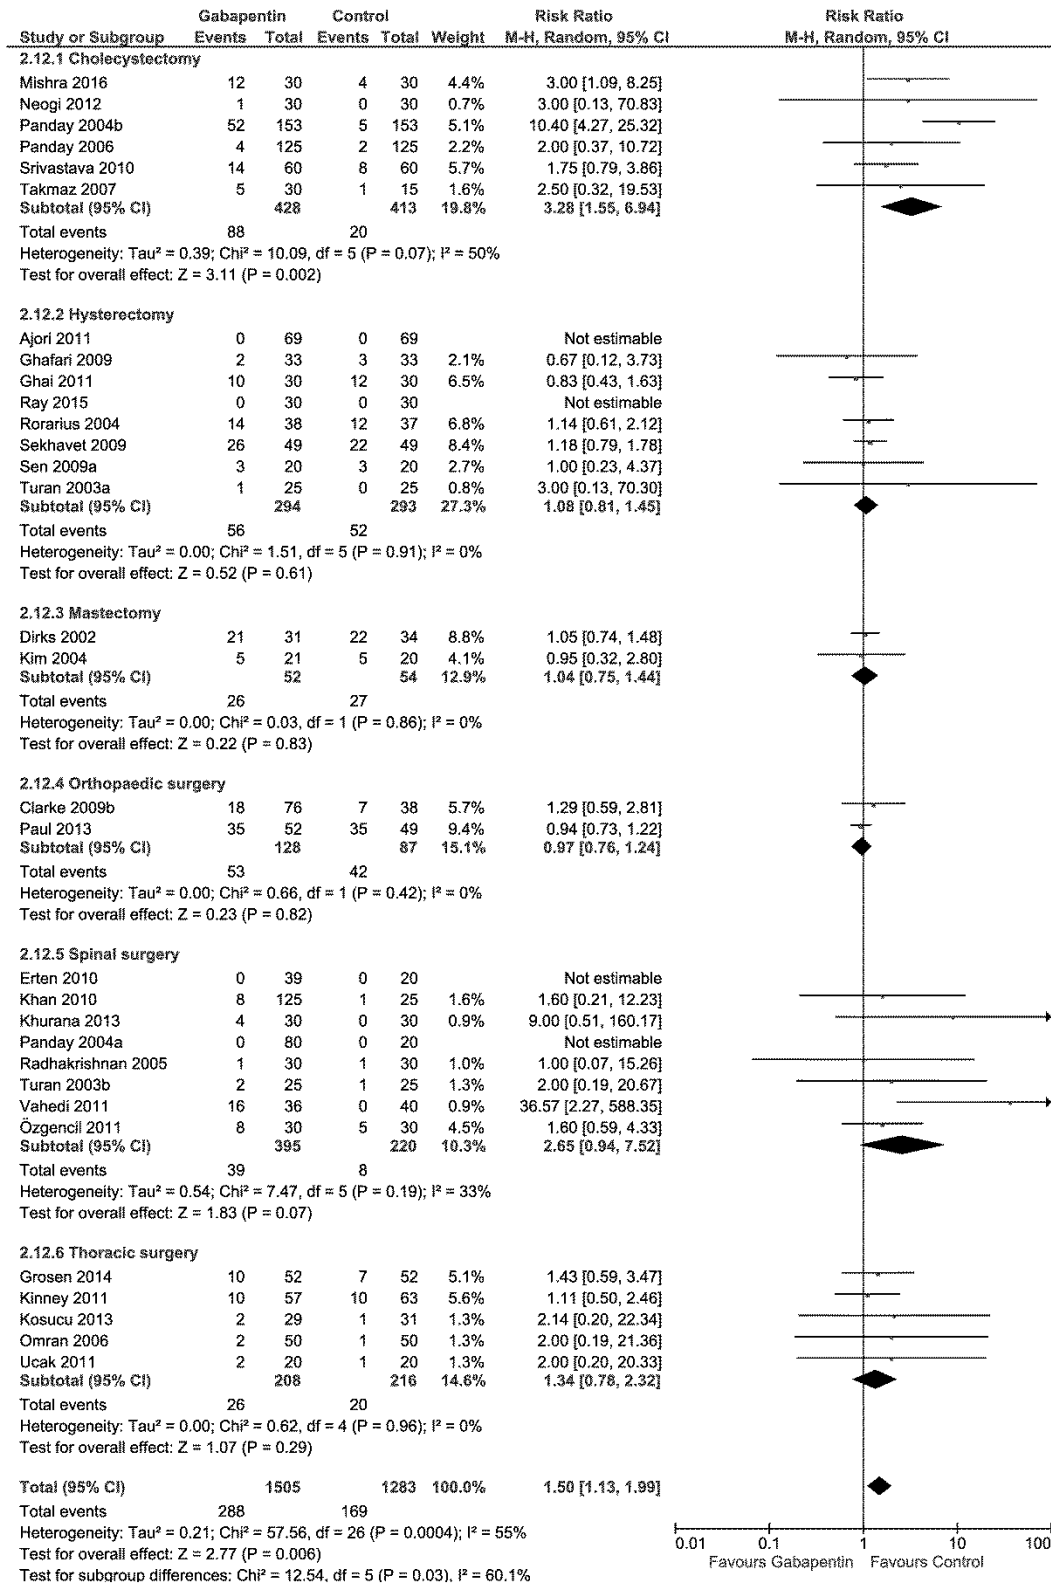 Gabapentin Control Risk Ratio Risk Ratio
Study or Subgroup Events Total Events Total Weight M-H, Random, 95% CI M-H, Random, 95% CI
2.12.1 Cholecystectomy
Mishra 2016 12 30 4 30 4.4% 3.00 [1.09, 8.25]
Neogi 2012 1 30 0 30 0.7% 3.00 [0.13, 70.83]
Panday 2004b 52 153 5 153 5.1% 10.40 [4.27, 25.32]
Panday 2006 4 125 2 125 2.2% 2.00 [0.37, 10.72]
Srivastava 2010 14 60 8 60 5.7% 1.75 [0.79, 3.86]
Takmaz 2007 5 30 1 15 1.6% 2.50 [0.32, 19.53]
Subtotal (95% CI) 428 413 19.8% 3.28 [1.55, 6.94]
Total events 88 20
Heterogeneity: Tau² = 0.39; Chi² = 10.09, df = 5 (P = 0.07); I² = 50%
Test for overall effect: Z = 3.11 (P = 0.002)
2.12.2 Hysterectomy
Ajori 2011 0 69 0 69 Not estimable
Ghafari 2009 2 33 3 33 2.1% 0.67 [0.12, 3.73]
Ghai 2011 10 30 12 30 6.5% 0.83 [0.43, 1.63]
Ray 2015 0 30 0 30 Not estimable
Rorarius 2004 14 38 12 37 6.8% 1.14 [0.61, 2.12]
Sekhavet 2009 26 49 22 49 8.4% 1.18 [0.79, 1.78]
Sen 2009a 3 20 3 20 2.7% 1.00 [0.23, 4.37]
Turan 2003a 1 25 0 25 0.8% 3.00 [0.13, 70.30]
Subtotal (95% CI) 294 293 27.3% 1.08 [0.81, 1.45]
Total events 56 52
Heterogeneity: Tau² = 0.00; Chi² = 1.51, df = 5 (P = 0.91); I² = 0%
Test for overall effect: Z = 0.52 (P = 0.61)
2.12.3 Mastectomy
Dirks 2002 21 31 22 34 8.8% 1.05 [0.74, 1.48]
Kim 2004 5 21 5 20 4.1% 0.95 [0.32, 2.80]
Subtotal (95% CI) 52 54 12.9% 1.04 [0.75, 1.44]
Total events 26 27
Heterogeneity: Tau² = 0.00; Chi² = 0.03, df = 1 (P = 0.86); I² = 0%
Test for overall effect: Z = 0.22 (P = 0.83)
2.12.4 Orthopaedic surgery
Clarke 2009b 18 76 7 38 5.7% 1.29 [0.59, 2.81]
Paul 2013 35 52 35 49 9.4% 0.94 [0.73, 1.22]
Subtotal (95% CI) 128 87 15.1% 0.97 [0.76, 1.24]
Total events 53 42
Heterogeneity: Tau² = 0.00; Chi² = 0.66, df = 1 (P = 0.42); I² = 0%
Test for overall effect: Z = 0.23 (P = 0.82)
2.12.5 Spinal surgery
Erten 2010 0 39 0 20 Not estimable
Khan 2010 8 125 1 25 1.6% 1.60 [0.21, 12.23]
Khurana 2013 4 30 0 30 0.9% 9.00 [0.51, 160.17]
Panday 2004a 0 80 0 20 Not estimable
Radhakrishnan 2005 1 30 1 30 1.0% 1.00 [0.07, 15.26]
Turan 2003b 2 25 1 25 1.3% 2.00 [0.19, 20.67]
Vahedi 2011 16 36 0 40 0.9% 36.57 [2.27, 588.35]
Özgencil 2011 8 30 5 30 4.5% 1.60 [0.59, 4.33]
Subtotal (95% CI) 395 220 10.3% 2.65 [0.94, 7.52]
Total events 39 8
Heterogeneity: Tau² = 0.54; Chi² = 7.47, df = 5 (P = 0.19); I² = 33%
Test for overall effect: Z = 1.83 (P = 0.07)
2.12.6 Thoracic surgery
Grosen 2014 10 52 7 52 5.1% 1.43 [0.59, 3.47]
Kinney 2011 10 57 10 63 5.6% 1.11 [0.50, 2.46]
Kosucu 2013 2 29 1 31 1.3% 2.14 [0.20, 22.34]
Omran 2006 2 50 1 50 1.3% 2.00 [0.19, 21.36]
Ucak 2011 2 20 1 20 1.3% 2.00 [0.20, 20.33]
Subtotal (95% CI) 208 216 14.6% 1.34 [0.78, 2.32]
Total events 26 20
Heterogeneity: Tau² = 0.00; Chi² = 0.62, df = 4 (P = 0.96); I² = 0%
Test for overall effect: Z = 1.07 (P = 0.29)
Total (95% CI) 1505 1283 100.0% 1.50 [1.13, 1.99]
Total events 288 169
Heterogeneity: Tau² = 0.21; Chi² = 57.56, df = 26 (P = 0.0004); I² = 55%
Test for overall effect: Z = 2.77 (P = 0.006)
Test for subgroup differences: Chi² = 12.54, df = 5 (P = 0.03), I² = 60.1%
0.01 0.1 1 10 100
Favours Gabapentin Favours Control